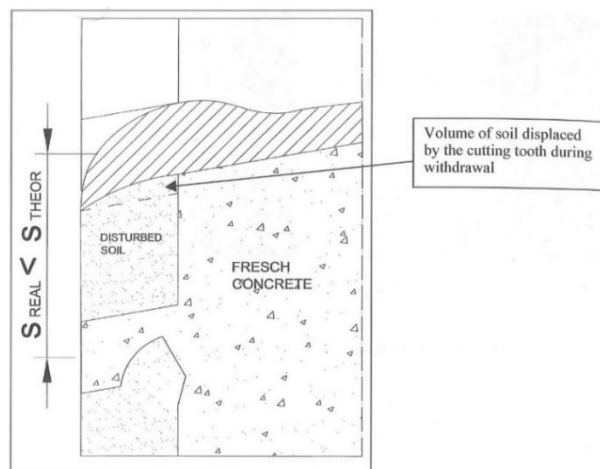 Volume of soil displaced
by the cutting tooth during
withdrawal
S REAL < S THEOR
DISTURBED
SOIL
FRESCH
CONCRETE